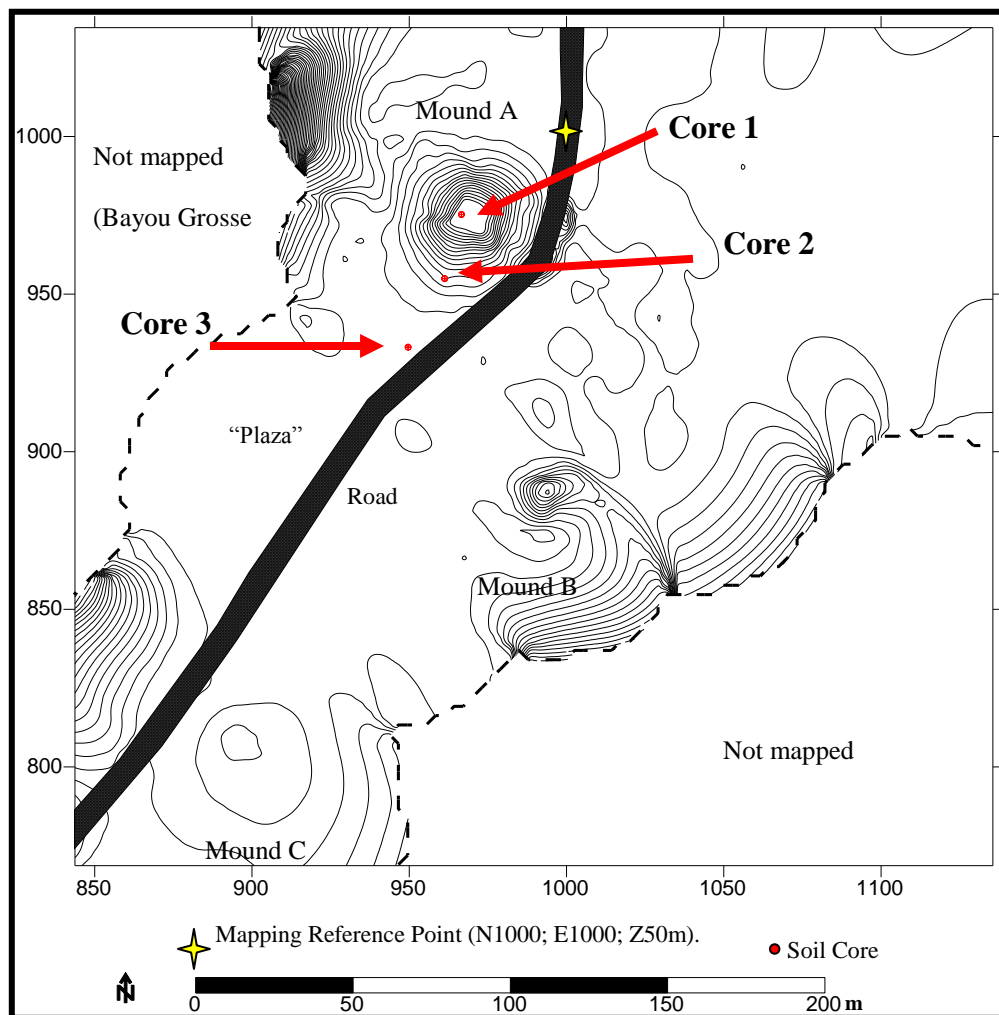 Mound A
1000
Core 1
Not mapped
(Bayou Grosse
Core 2
950
Core 3
“Plaza”
900
Road
Mound B
850
800
Not mapped
Mound C
850 900 950 1000 1050 1100
Mapping Reference Point (N1000; E1000; Z50m).
Soil Core
N
0 50 100 150 200 m